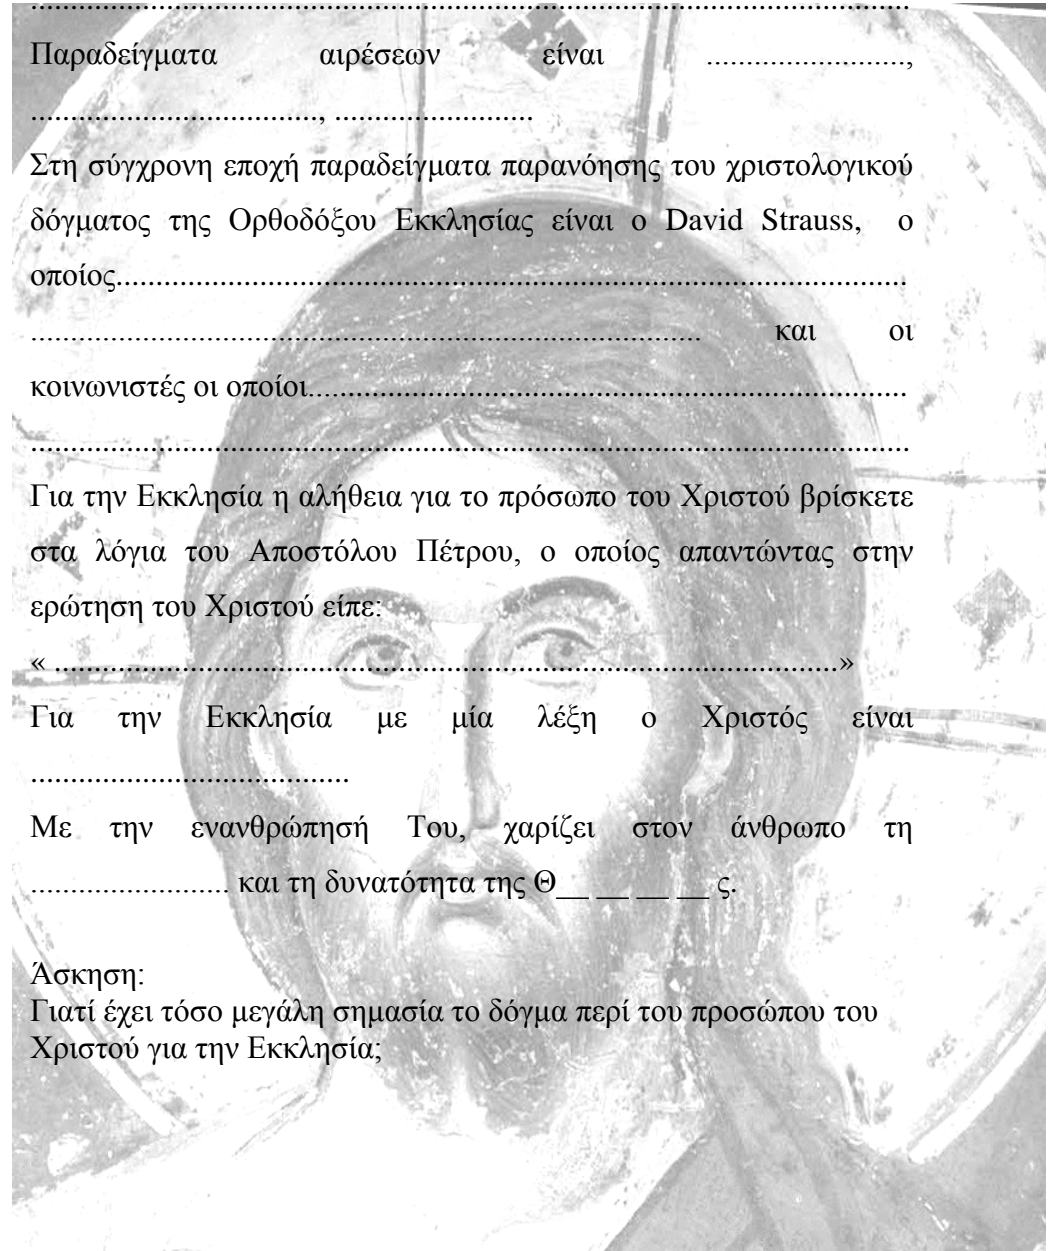 ..............................................................................................................
Παραδείγματα αιρέσεων είναι .........................,
...................................., .........................
Στη σύγχρονη εποχή παραδείγματα παρανόησης του χριστολογικού
δόγματος της Ορθοδόξου Εκκλησίας είναι ο David Strauss, ο
οποίος...................................................................................................
.................................................................................... και οι
κοινωνιστές οι οποίοι..........................................................................
..............................................................................................................
Για την Εκκλησία η αλήθεια για το πρόσωπο του Χριστού βρίσκετε
στα λόγια του Αποστόλου Πέτρου, ο οποίος απαντώντας στην
ερώτηση του Χριστού είπε:
« ..................................................................................................»
Για την Εκκλησία με μία λέξη ο Χριστός είναι
........................................
Με την ενανθρώπησή Του, χαρίζει στον άνθρωπο τη
......................... και τη δυνατότητα της Θ__ __ __ __ ς.
Άσκηση:
Γιατί έχει τόσο μεγάλη σημασία το δόγμα περί του προσώπου του
Χριστού για την Εκκλησία;